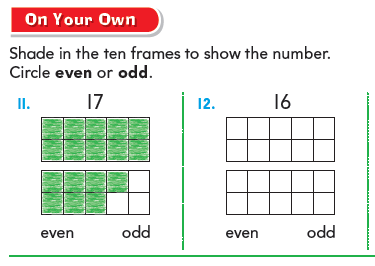 On Your Own
Shade in the ten frames to show the number.
Circle even or odd.
11. 17
12. 16
even odd
even odd